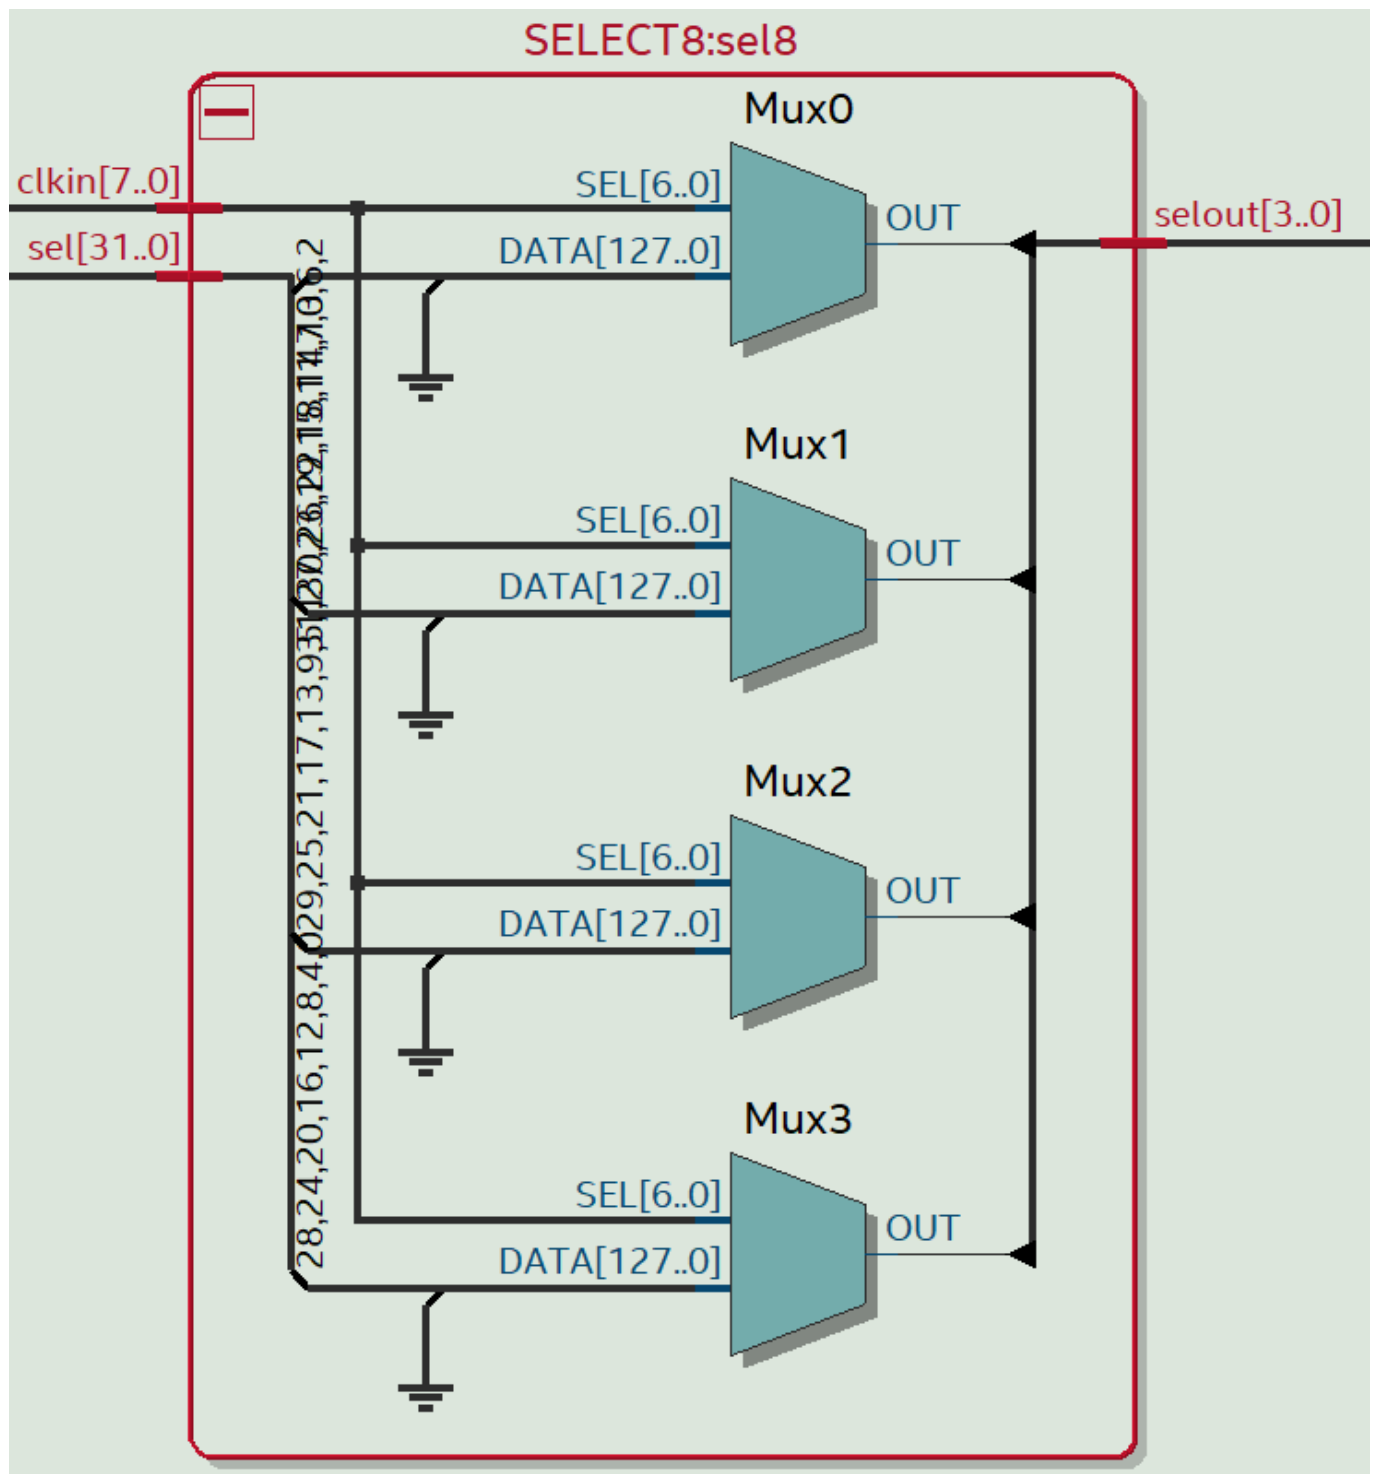 SELECT8:sel8
Mux0
clkin[7..0]
SEL[6..0]
OUT
selout[3..0]
sel[31..0]
DATA[127..0]
Mux1
SEL[6..0]
OUT
DATA[127..0]
Mux2
SEL[6..0]
OUT
DATA[127..0]
29,25,21,17,13,9,5,1
Mux3
SEL[6..0]
OUT
DATA[127..0]
28,24,20,16,12,8,4,0